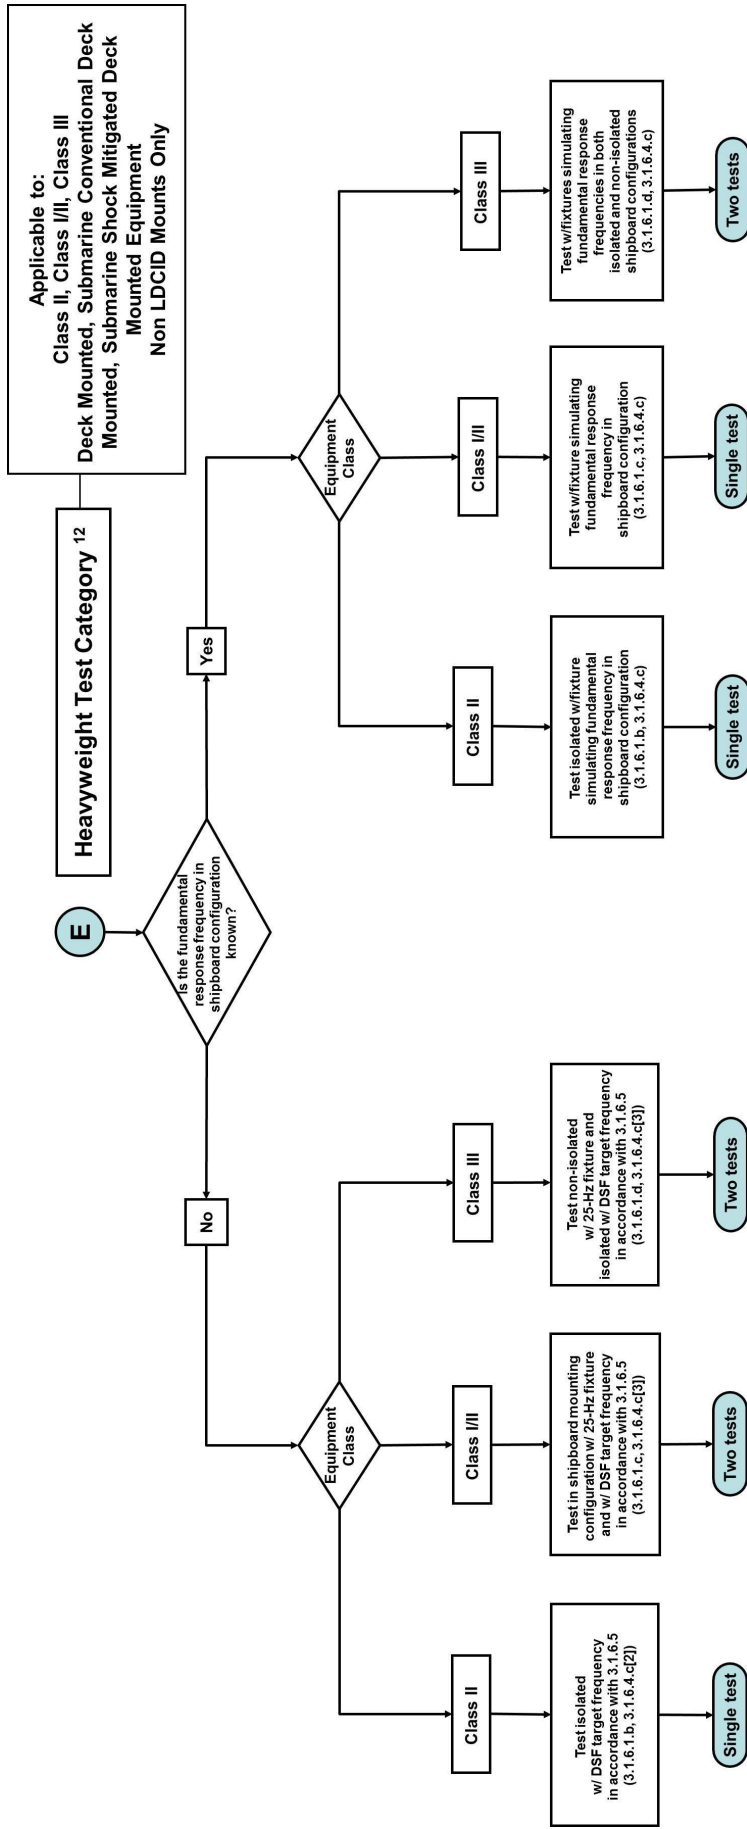 Applicable to:
Class II, Class I/II, Class III
Deck Mounted, Submarine Conventional Deck
Mounted, Submarine Shock Mitigated Deck
Mounted Equipment
Non LDCID Mounts Only
Heavyweight Test Category 12
E
Is the fundamental
response frequency in
shipboard configuration
known?
No
Yes
Equipment
Class
Equipment
Class
Class II
Class I/II
Class III
Class II
Class I/II
Class III
Test isolated
w/ DSF target frequency
in accordance with 3.1.6.5
(3.1.6.1.b, 3.1.6.4.c[2])
Test in shipboard mounting
configuration w/ 25-Hz fixture
and w/ DSF target frequency
in accordance with 3.1.6.5
(3.1.6.1.c, 3.1.6.4.c[3])
Test non-isolated
w/ 25-Hz fixture and
isolated w/ DSF target frequency
in accordance with 3.1.6.5
(3.1.6.1.d, 3.1.6.4.c[3])
Test isolated w/fixture
simulating fundamental
response frequency in
shipboard configuration
(3.1.6.1.b, 3.1.6.4.c)
Test w/fixture simulating
fundamental response
frequency in
shipboard configuration
(3.1.6.1.c, 3.1.6.4.c)
Test w/fixtures simulating
fundamental response
frequencies in both
isolated and non-isolated
shipboard configurations
(3.1.6.1.d, 3.1.6.4.c)
Single test
Two tests
Two tests
Single test
Single test
Two tests